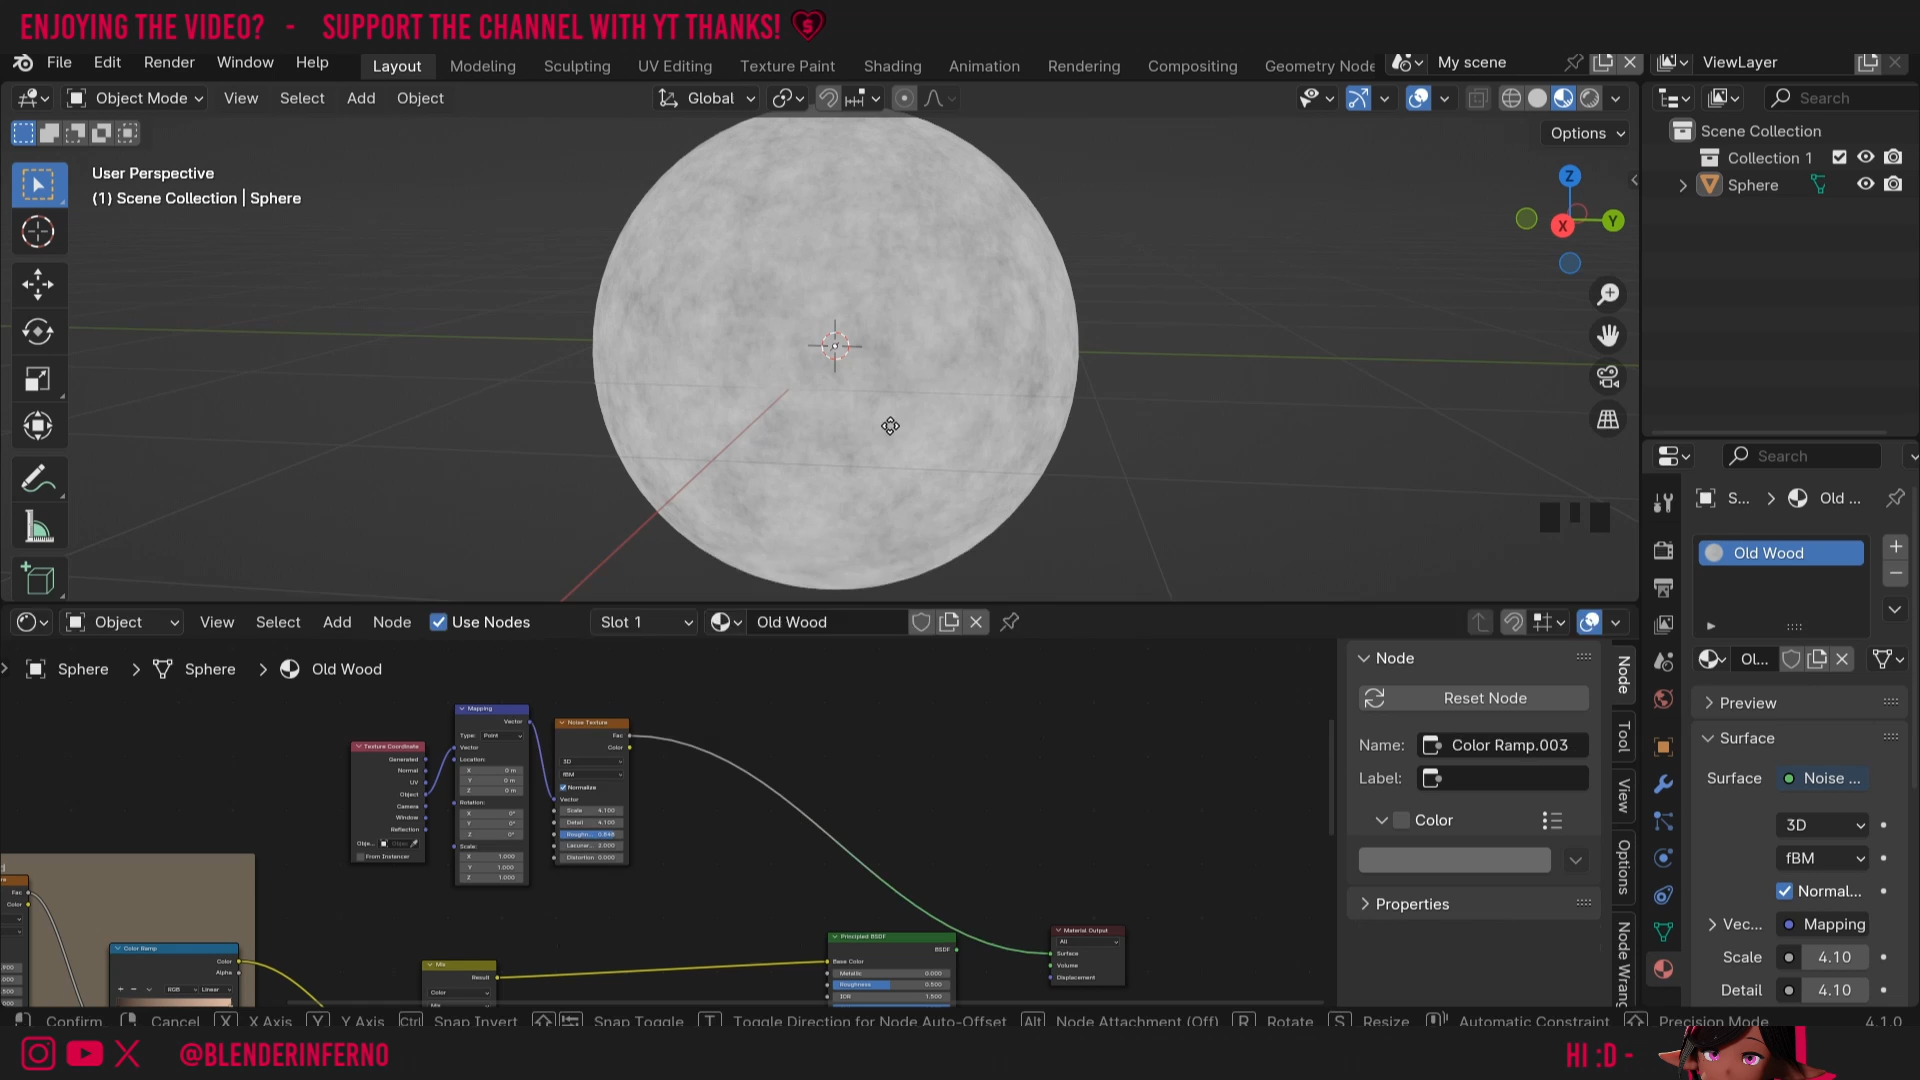 ENJOYING THE VIDEO? - SUPPORT THE CHANNEL WITH YT THANKS! $
File Edit Render Window Help Layout Modeling Sculpting UV Editing Texture Paint Shading Animation Rendering Compositing Geometry Node My scene ViewLayer
Object Mode View Select Add Object Global Search
Options
User Perspective
(1) Scene Collection | Sphere
Z
Y
X
Scene Collection
Collection 1
Sphere
Search
S... Old ...
Old Wood
Ol...
Preview
Surface
Surface Noise ...
3D
fBM
Normal...
Vec... Mapping
Scale 4.10
Detail 4.10
Object View Select Add Node Use Nodes Slot 1 Old Wood
Sphere Sphere Old Wood
Texture Coordinate
Generated
Normal
UV
Object
Camera
Window
Reflection
Obje...
From Instancer
Mapping
Vector
Type: Point
Vector
Location:
X 0 m
Y 0 m
Z 0 m
Rotation:
X 0°
Y 0°
Z 0°
Scale:
X 1.000
Y 1.000
Z 1.000
Noise Texture
Fac
Color
3D
fBM
Normalize
Vector
Scale 4.100
Detail 4.100
Roughn... 0.848
Lacunar... 2.000
Distortion 0.000
Fac
Color
Color Ramp
Color
Alpha
RGB Linear
Mix
Result
Color
Mix
Principled BSDF
BSDF
Base Color
Metallic 0.000
Roughness 0.500
IOR 1.500
Material Output
All
Surface
Volume
Displacement
Node
Reset Node
Name: Color Ramp.003
Label:
Color
Properties
Node
Tool
View
Options
Node Wrang
Confirm Cancel X X Axis Y Y Axis Ctrl Snap Invert Snap Toggle T Toggle Direction for Node Auto-Offset Alt Node Attachment (Off) R Rotate S Resize Automatic Constraint Precision Mode 4.1.0
@BLENDERINFERNO
HI :D -